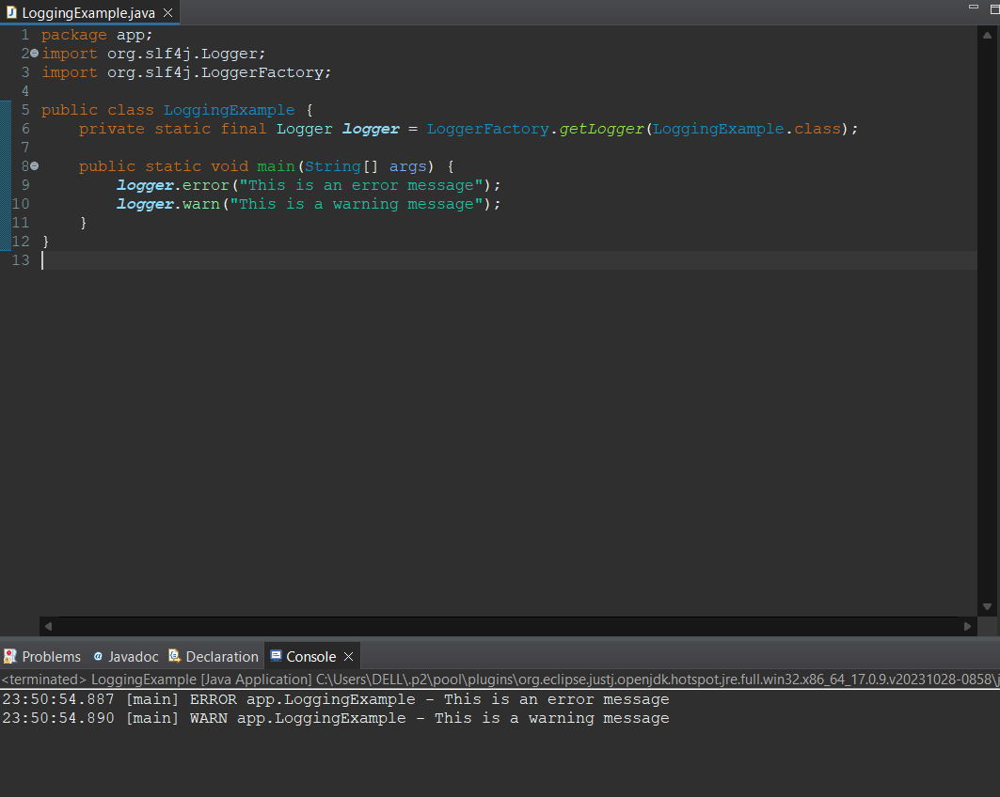 LoggingExample.java
1 package app;
2 import org.slf4j.Logger;
3 import org.slf4j.LoggerFactory;
4
5 public class LoggingExample {
6     private static final Logger logger = LoggerFactory.getLogger(LoggingExample.class);
7
8     public static void main(String[] args) {
9         logger.error("This is an error message");
10         logger.warn("This is a warning message");
11     }
12 }
13
Problems @ Javadoc Declaration Console
<terminated> LoggingExample [Java Application] C:\Users\DELL\.p2\pool\plugins\org.eclipse.justj.openjdk.hotspot.jre.full.win32.x86_64_17.0.9.v20231028-0858\j
23:50:54.887 [main] ERROR app.LoggingExample - This is an error message
23:50:54.890 [main] WARN app.LoggingExample - This is a warning message